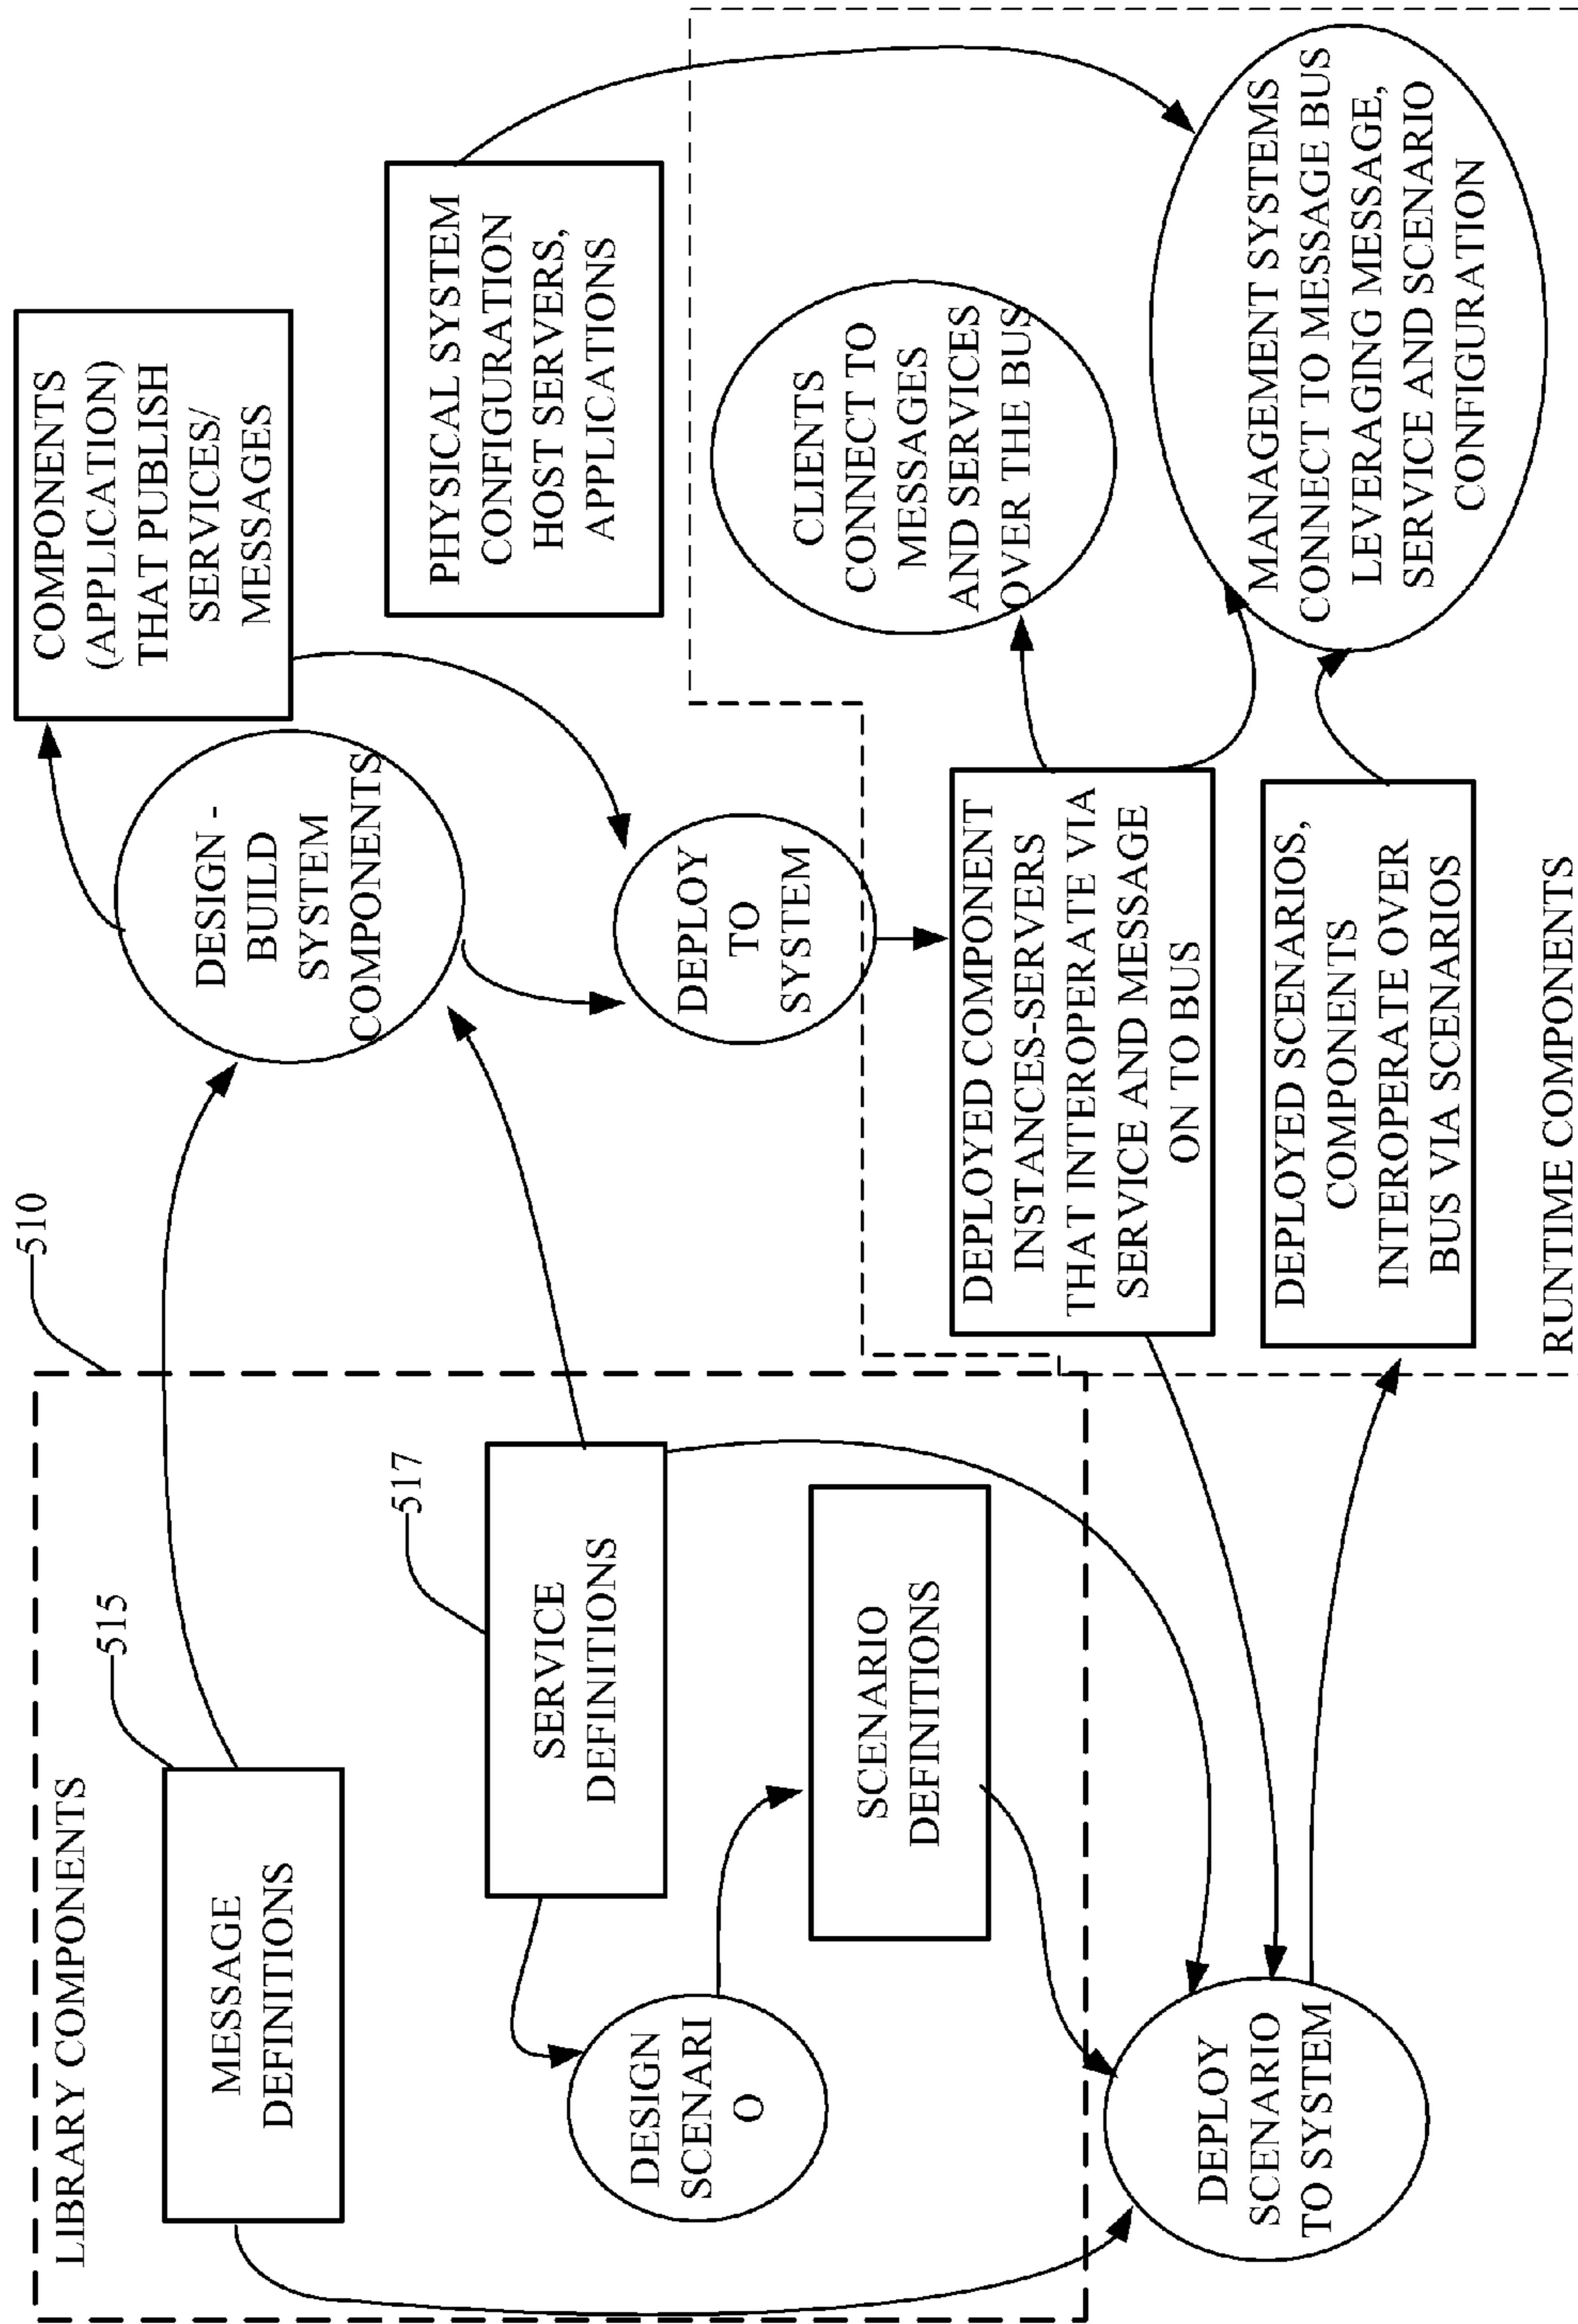 LIBRARY COMPONENTS
510
515
MESSAGE
DEFINITIONS
517
SERVICE
DEFINITIONS
DESIGN
SCENARI
O
SCENARIO
DEFINITIONS
DEPLOY
SCENARIO
TO SYSTEM
DESIGN -
BUILD
SYSTEM
COMPONENTS
COMPONENTS
(APPLICATION)
THAT PUBLISH
SERVICES/
MESSAGES
DEPLOY
TO
SYSTEM
PHYSICAL SYSTEM
CONFIGURATION
HOST SERVERS,
APPLICATIONS
CLIENTS
CONNECT TO
MESSAGES
AND SERVICES
OVER THE BUS
DEPLOYED COMPONENT
INSTANCES-SERVERS
THAT INTEROPERATE VIA
SERVICE AND MESSAGE
ON TO BUS
MANAGEMENT SYSTEMS
CONNECT TO MESSAGE BUS
LEVERAGING MESSAGE,
SERVICE AND SCENARIO
CONFIGURATION
DEPLOYED SCENARIOS,
COMPONENTS
INTEROPERATE OVER
BUS VIA SCENARIOS
RUNTIME COMPONENTS